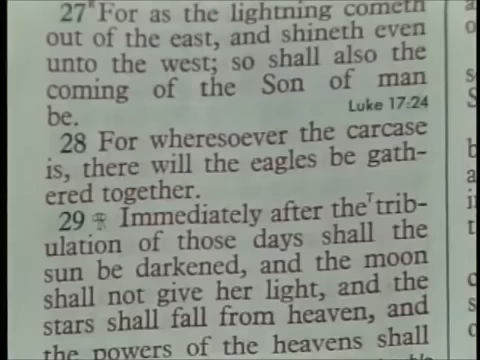 27 For as the lightning cometh
out of the east, and shineth even
unto the west; so shall also the
coming of the Son of man
be.
Luke 17:24
28 For wheresoever the carcase
is, there will the eagles be gath-
ered together.
29 Immediately after the trib-
ulation of those days shall the
sun be darkened, and the moon
shall not give her light, and the
stars shall fall from heaven, and
the powers of the heavens shall